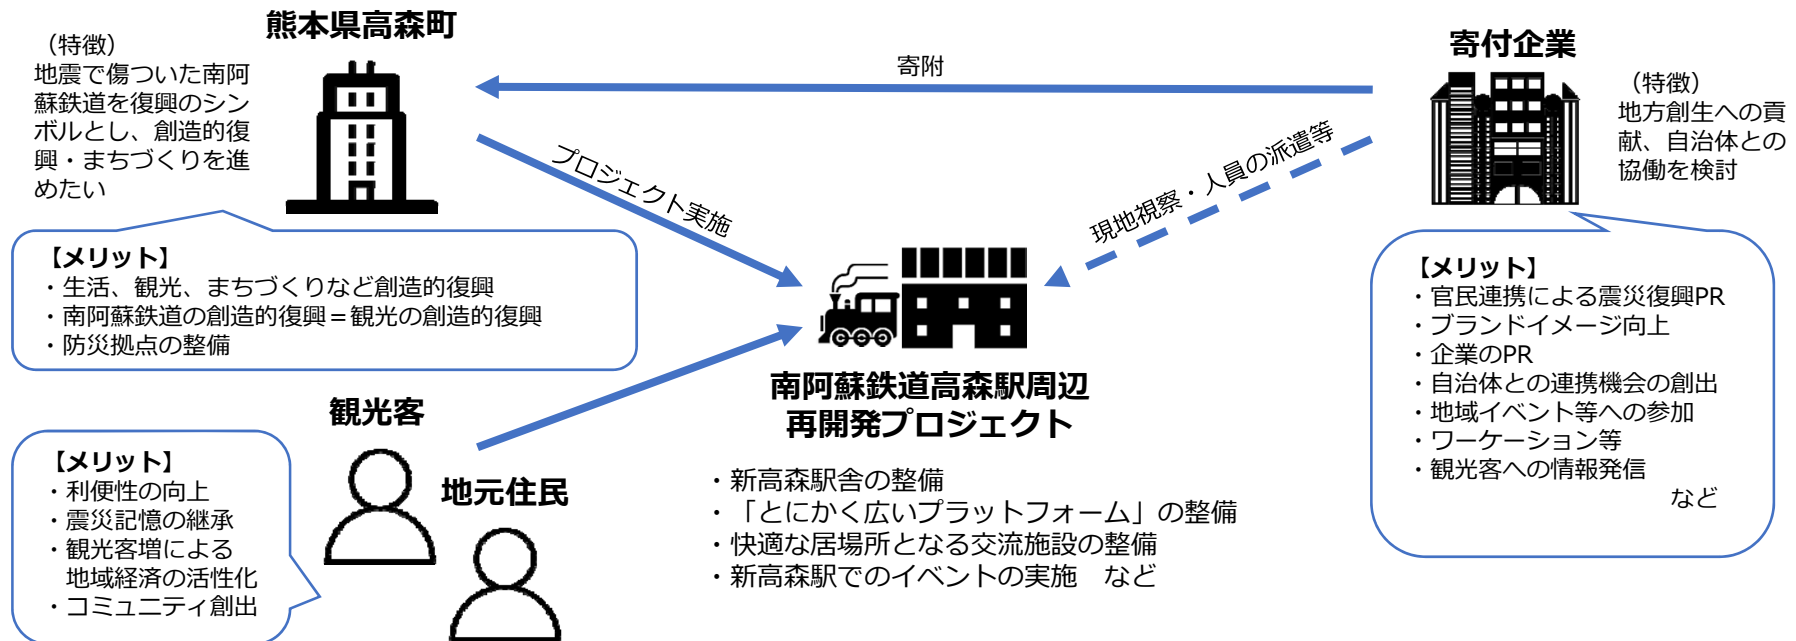 熊本県高森町
（特徴）
地震で傷ついた南阿
蘇鉄道を復興のシン
ボルとし、創造的復
興・まちづくりを進
めたい
寄附
寄付企業
（特徴）
地方創生への貢
献、自治体との
協働を検討
プロジェクト実施
現地視察・人員の派遣等
【メリット】
・生活、観光、まちづくりなど創造的復興
・南阿蘇鉄道の創造的復興＝観光の創造的復興
・防災拠点の整備
【メリット】
・官民連携による震災復興PR
・ブランドイメージ向上
・企業のPR
・自治体との連携機会の創出
・地域イベント等への参加
・ワーケーション等
・観光客への情報発信
など
南阿蘇鉄道高森駅周辺
再開発プロジェクト
・新高森駅舎の整備
・「とにかく広いプラットフォーム」の整備
・快適な居場所となる交流施設の整備
・新高森駅でのイベントの実施　など
観光客
地元住民
【メリット】
・利便性の向上
・震災記憶の継承
・観光客増による
地域経済の活性化
・コミュニティ創出